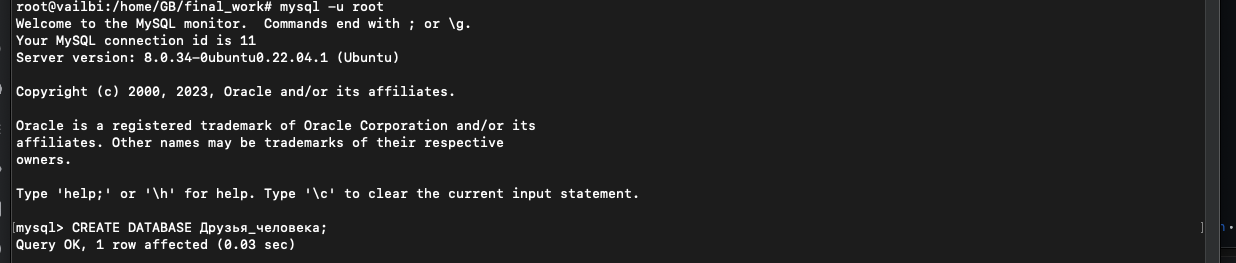 root@vailbi:/home/GB/final_work# mysql -u root
Welcome to the MySQL monitor.  Commands end with ; or \g.
Your MySQL connection id is 11
Server version: 8.0.34-0ubuntu0.22.04.1 (Ubuntu)
Copyright (c) 2000, 2023, Oracle and/or its affiliates.
Oracle is a registered trademark of Oracle Corporation and/or its
affiliates. Other names may be trademarks of their respective
owners.
Type 'help;' or '\h' for help. Type '\c' to clear the current input statement.
[mysql> CREATE DATABASE Друзья_человека; ]
Query OK, 1 row affected (0.03 sec)